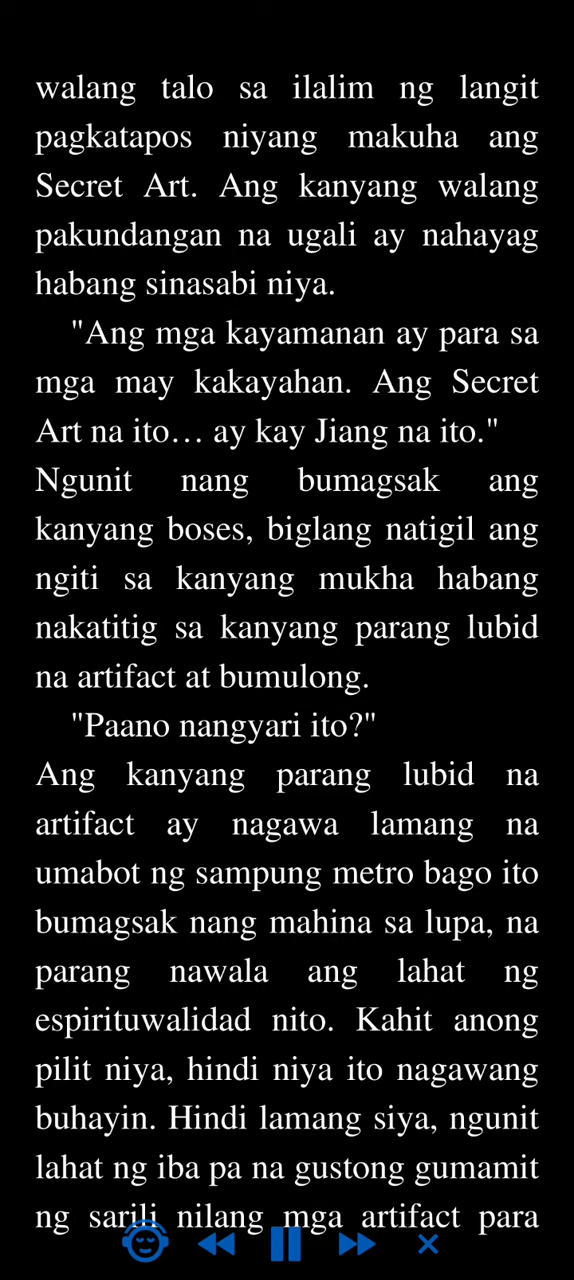 walang talo sa ilalim ng langit
pagkatapos niyang makuha ang
Secret Art. Ang kanyang walang
pakundangan na ugali ay nahayag
habang sinasabi niya.
"Ang mga kayamanan ay para sa
mga may kakayahan. Ang Secret
Art na ito… ay kay Jiang na ito."
Ngunit nang bumagsak ang
kanyang boses, biglang natigil ang
ngiti sa kanyang mukha habang
nakatitig sa kanyang parang lubid
na artifact at bumulong.
"Paano nangyari ito?"
Ang kanyang parang lubid na
artifact ay nagawa lamang na
umabot ng sampung metro bago ito
bumagsak nang mahina sa lupa, na
parang nawala ang lahat ng
espirituwalidad nito. Kahit anong
pilit niya, hindi niya ito nagawang
buhayin. Hindi lamang siya, ngunit
lahat ng iba pa na gustong gumamit
ng sarili nilang mga artifact para